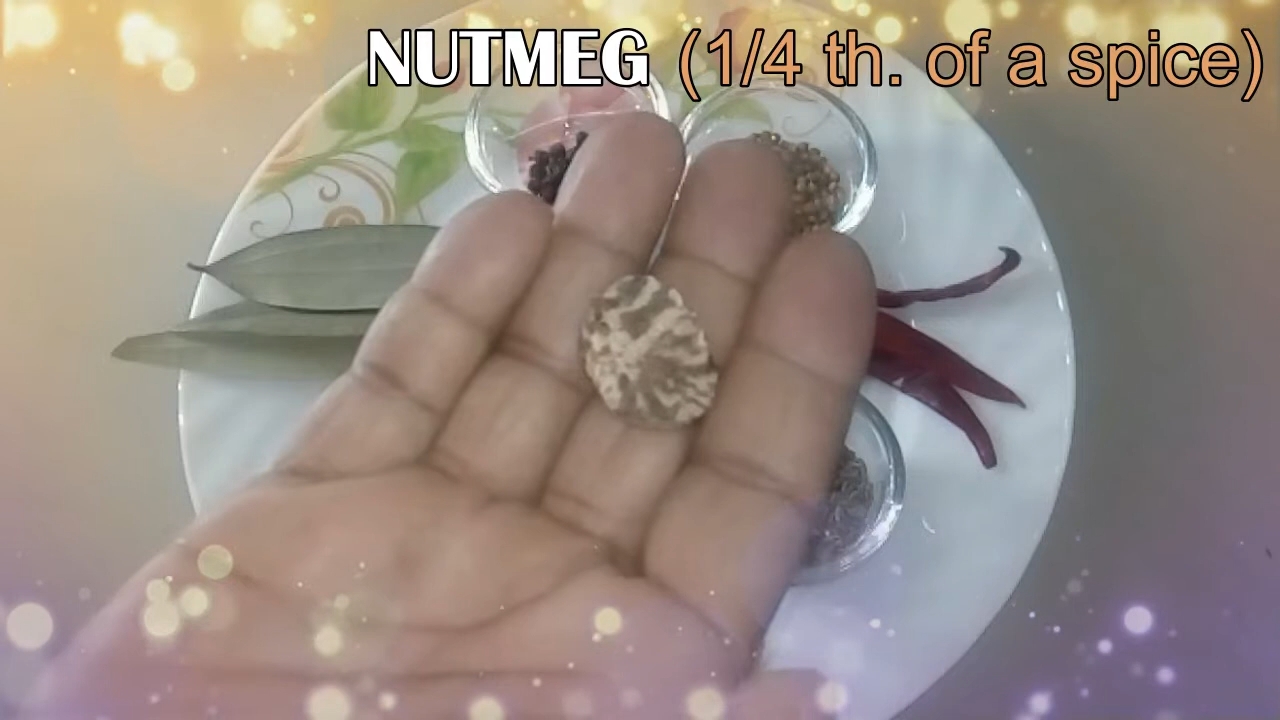 NUTMEG (1/4 th. of a spice)